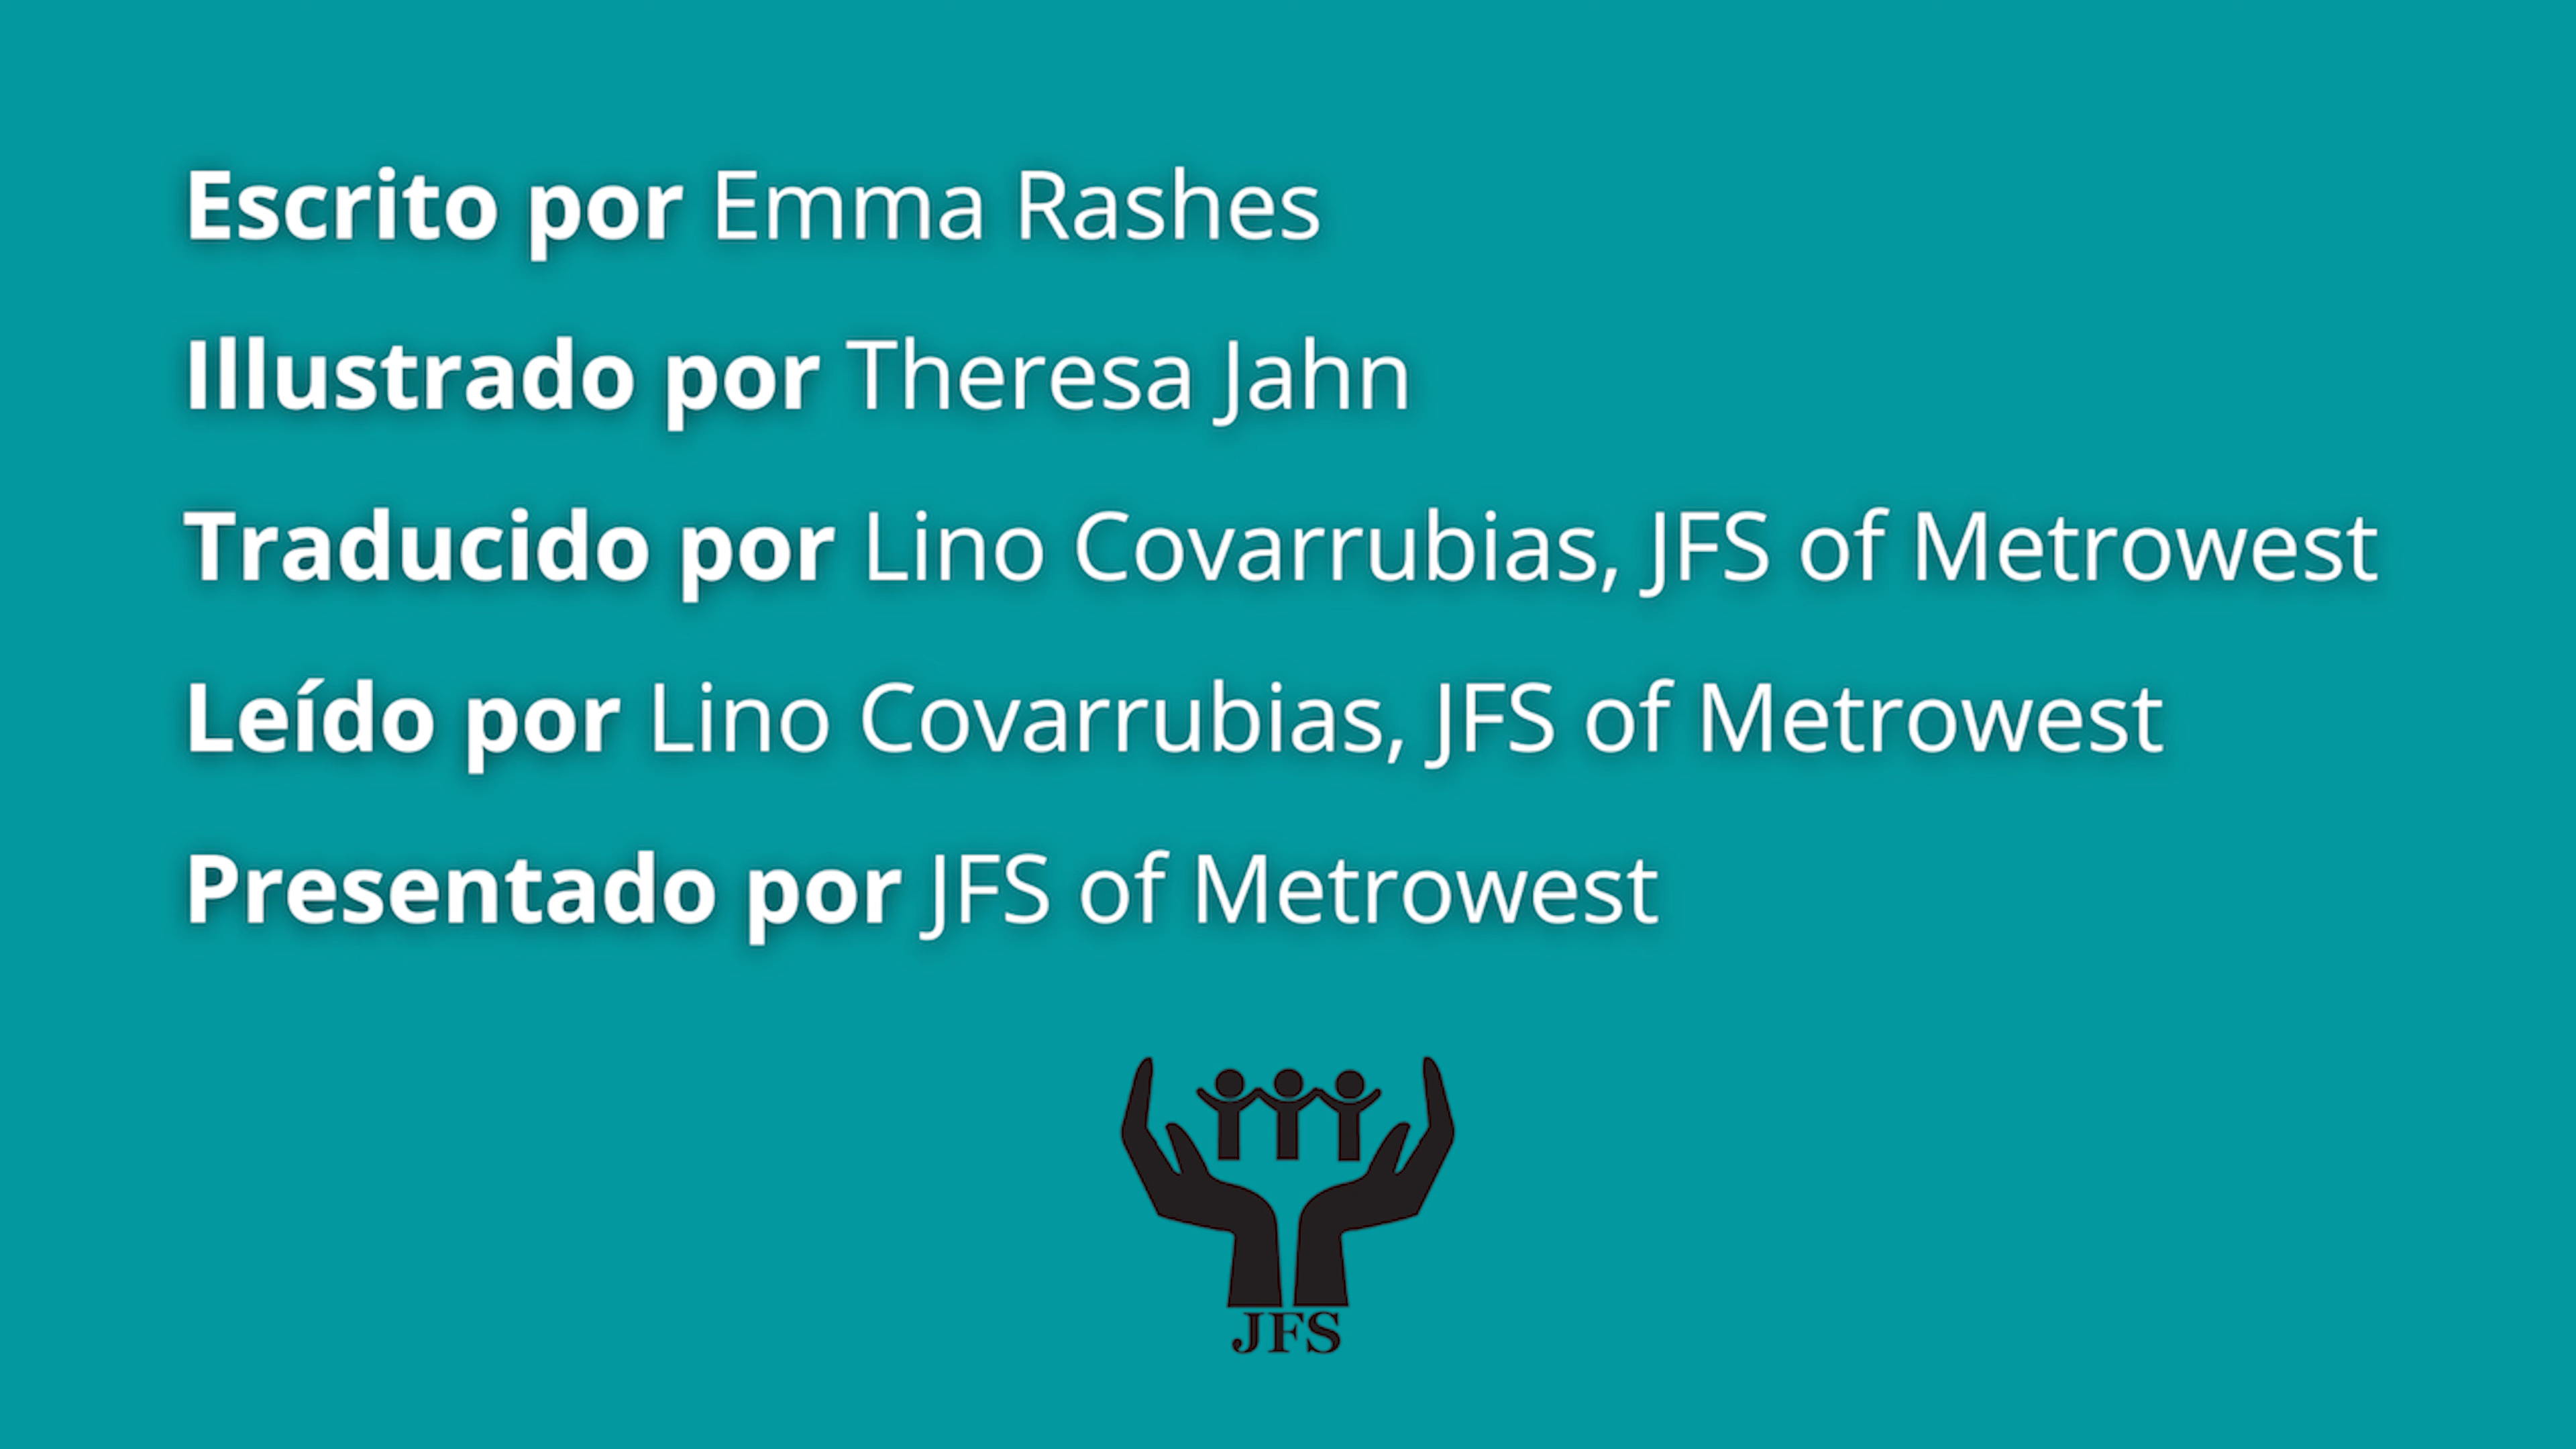 Escrito por Emma Rashes
Illustrado por Theresa Jahn
Traducido por Lino Covarrubias, JFS of Metrowest
Leído por Lino Covarrubias, JFS of Metrowest
Presentado por JFS of Metrowest
JFS